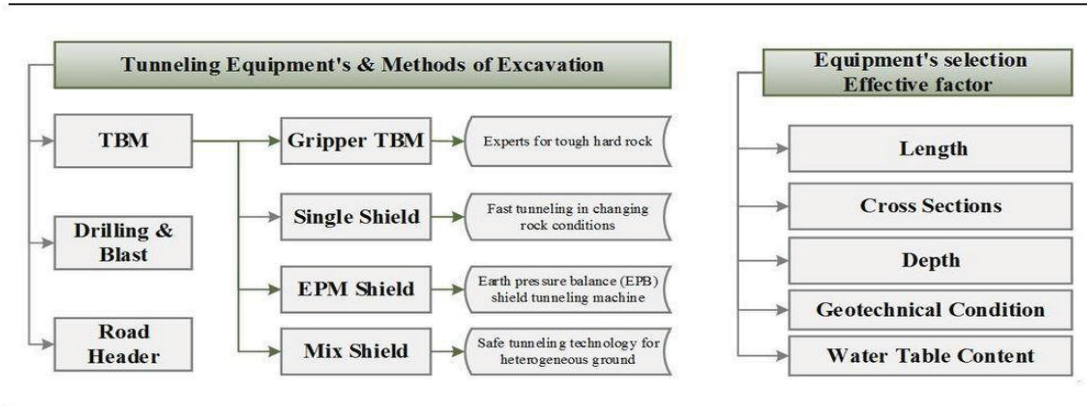 Tunneling Equipment's & Methods of Excavation
TBM
Gripper TBM
Experts for tough hard rock
Single Shield
Fast tunneling in changing
rock conditions
Drilling &
Blast
EPM Shield
Earth pressure balance (EPB)
shield tunneling machine
Road
Header
Mix Shield
Safe tunneling technology for
heterogeneous ground
Equipment's selection
Effective factor
Length
Cross Sections
Depth
Geotechnical Condition
Water Table Content